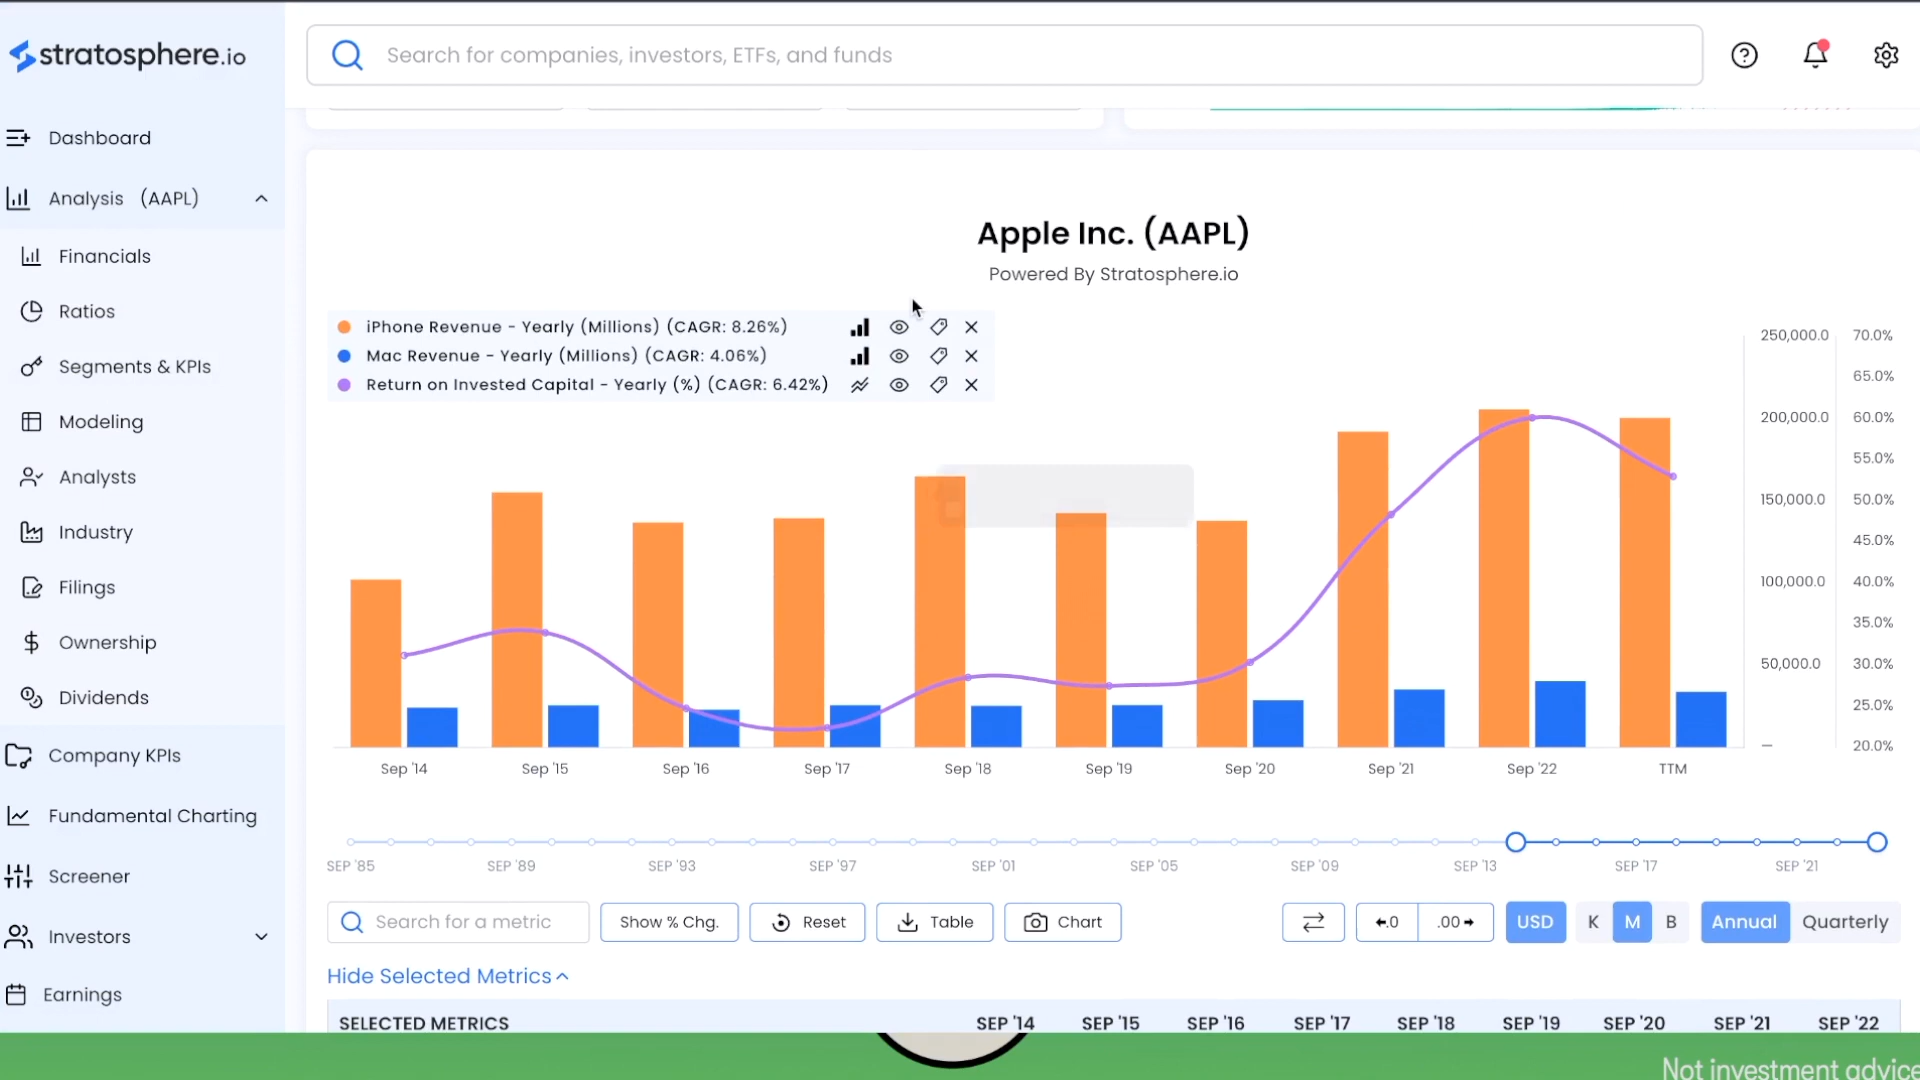 stratosphere.io
Search for companies, investors, ETFs, and funds
Dashboard
Analysis (AAPL)
Financials
Ratios
Segments & KPIs
Modeling
Analysts
Industry
Filings
Ownership
Dividends
Company KPIs
Fundamental Charting
Screener
Investors
Earnings
Apple Inc. (AAPL)
Powered By Stratosphere.io
iPhone Revenue - Yearly (Millions) (CAGR: 8.26%)
Mac Revenue - Yearly (Millions) (CAGR: 4.06%)
Return on Invested Capital - Yearly (%) (CAGR: 6.42%)
250,000.0 70.0%
65.0%
200,000.0 60.0%
55.0%
150,000.0 50.0%
45.0%
100,000.0 40.0%
35.0%
50,000.0 30.0%
25.0%
– 20.0%
Sep '14 Sep '15 Sep '16 Sep '17 Sep '18 Sep '19 Sep '20 Sep '21 Sep '22 TTM
SEP '85 SEP '89 SEP '93 SEP '97 SEP '01 SEP '05 SEP '09 SEP '13 SEP '17 SEP '21
Search for a metric Show % Chg. Reset Table Chart .0 .00 USD K M B Annual Quarterly
Hide Selected Metrics
SELECTED METRICS SEP '14 SEP '15 SEP '16 SEP '17 SEP '18 SEP '19 SEP '20 SEP '21 SEP '22
Not investment advice